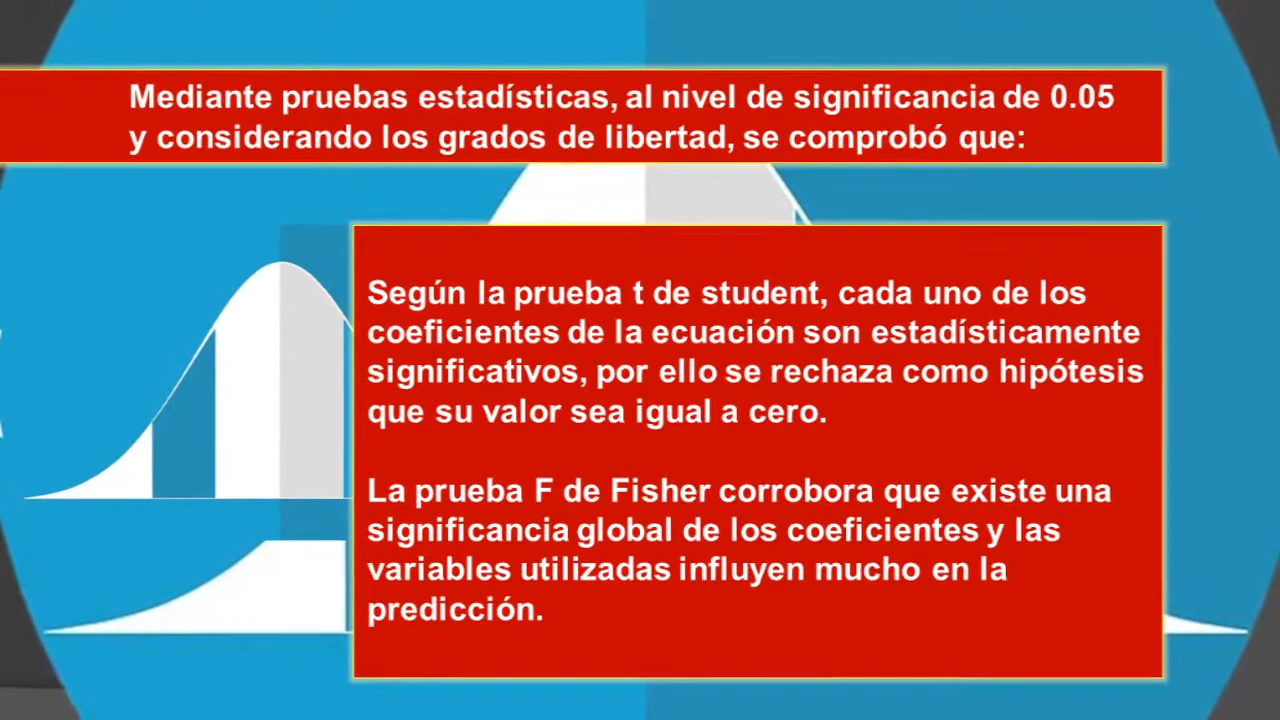 Mediante pruebas estadísticas, al nivel de significancia de 0.05
y considerando los grados de libertad, se comprobó que:
Según la prueba t de student, cada uno de los
coeficientes de la ecuación son estadísticamente
significativos, por ello se rechaza como hipótesis
que su valor sea igual a cero.
La prueba F de Fisher corrobora que existe una
significancia global de los coeficientes y las
variables utilizadas influyen mucho en la
predicción.